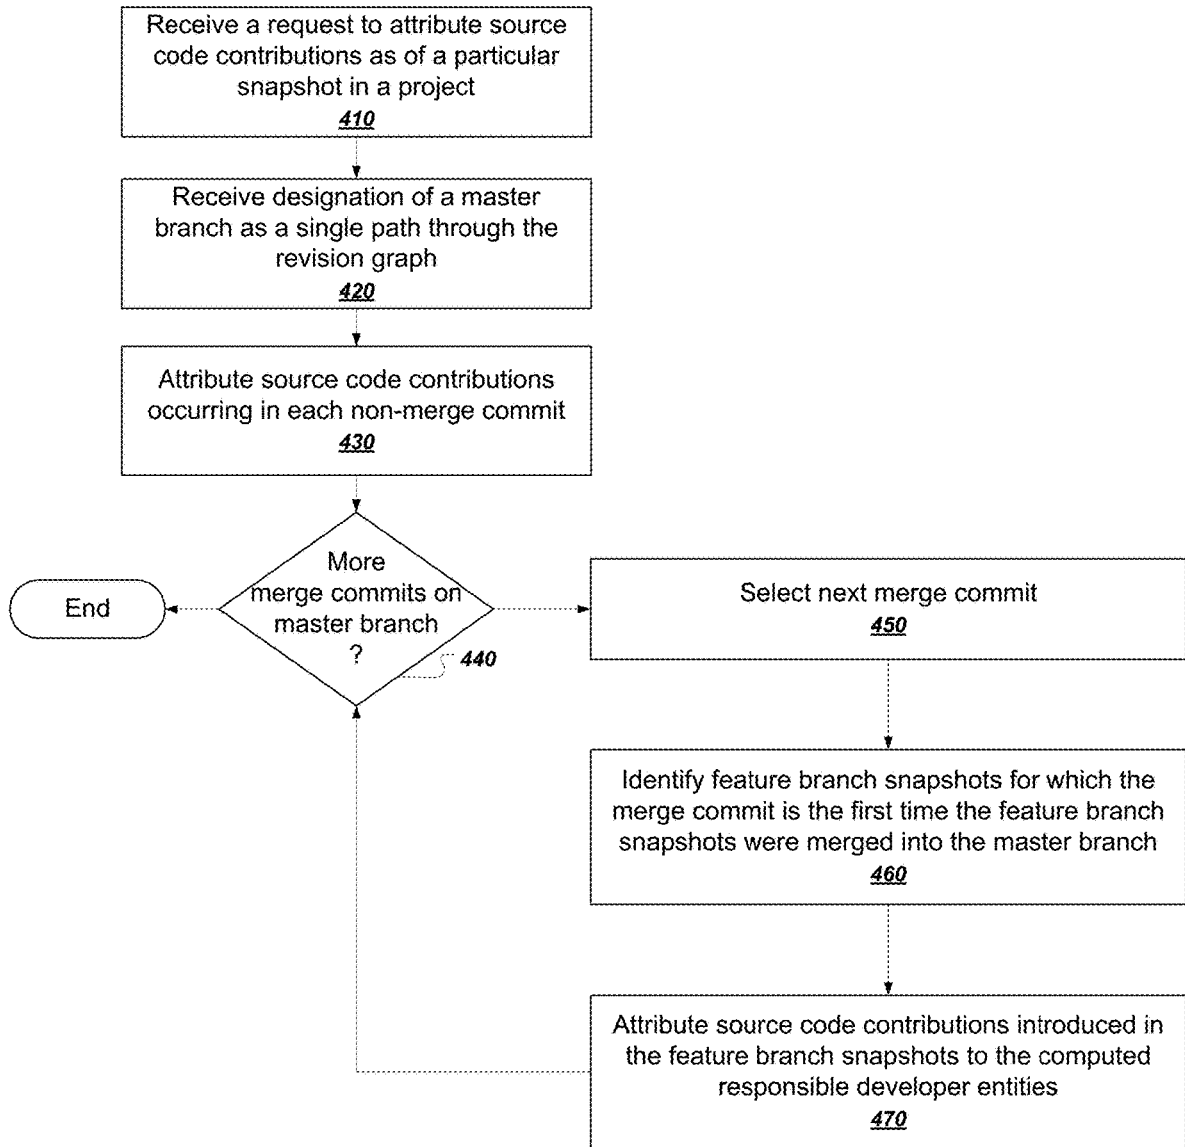 Receive a request to attribute source
code contributions as of a particular
snapshot in a project
410
Receive designation of a master
branch as a single path through the
revision graph
420
Attribute source code contributions
occurring in each non-merge commit
430
More
merge commits on
master branch
?
440
End
Select next merge commit
450
Identify feature branch snapshots for which the
merge commit is the first time the feature branch
snapshots were merged into the master branch
460
Attribute source code contributions introduced in
the feature branch snapshots to the computed
responsible developer entities
470